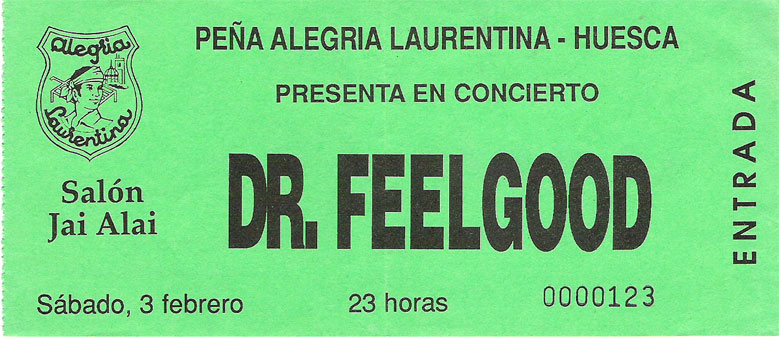 PEÑA ALEGRIA LAURENTINA - HUESCA
PRESENTA EN CONCIERTO
Alegria
Laurentina
Salón
Jai Alai
DR. FEELGOOD
ENTRADA
Sábado, 3 febrero
23 horas
0000123